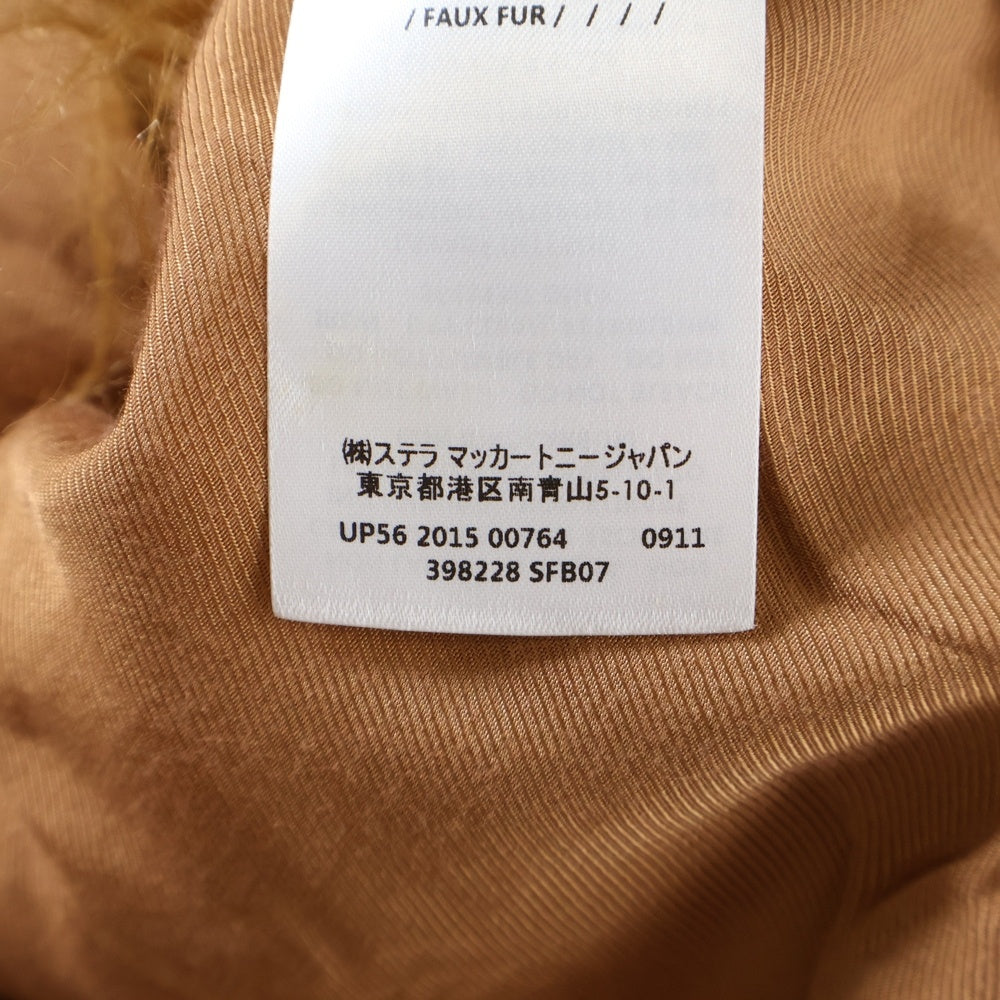 / FAUX FUR / / / / /
㈱ステラ マッカートニージャパン
東京都港区南青山5-10-1
UP56 2015 00764 0911
398228 SFB07